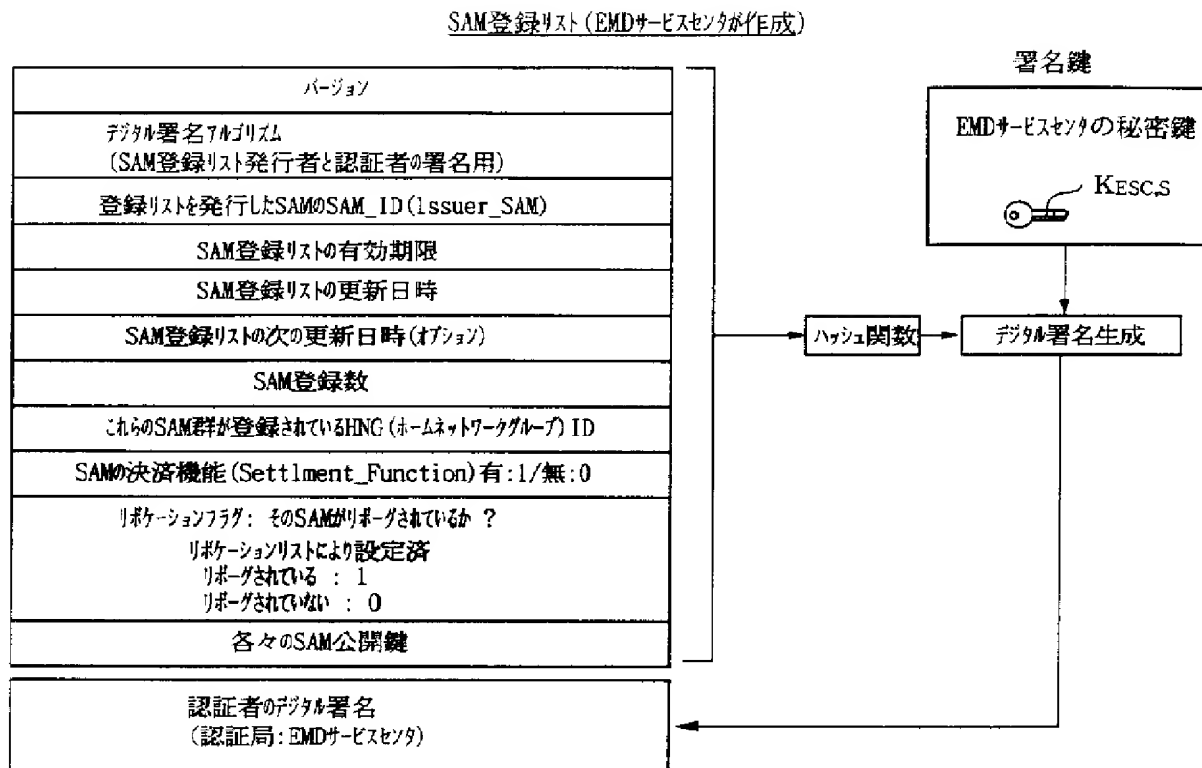 SAM登録リスト(EMDサービスセンタが作成)
バージョン
デジタル署名アルゴリズム
(SAM登録リスト発行者と認証者の署名用)
登録リストを発行したSAMのSAM_ID(Issuer_SAM)
SAM登録リストの有効期限
SAM登録リストの更新日時
SAM登録リストの次の更新日時(オプション)
SAM登録数
これらのSAM群が登録されているHNG(ホームネットワークグループ)ID
SAMの決済機能(Settlment_Function)有:1/無:0
リボケーションフラグ: そのSAMがリボーグされているか ?
リボケーションリストにより設定済
リボーグされている : 1
リボーグされていない : 0
各々のSAM公開鍵
認証者のデジタル署名
(認証局:EMDサービスセンタ)
ハッシュ関数
署名鍵
EMDサービスセンタの秘密鍵
KESC,S
デジタル署名生成